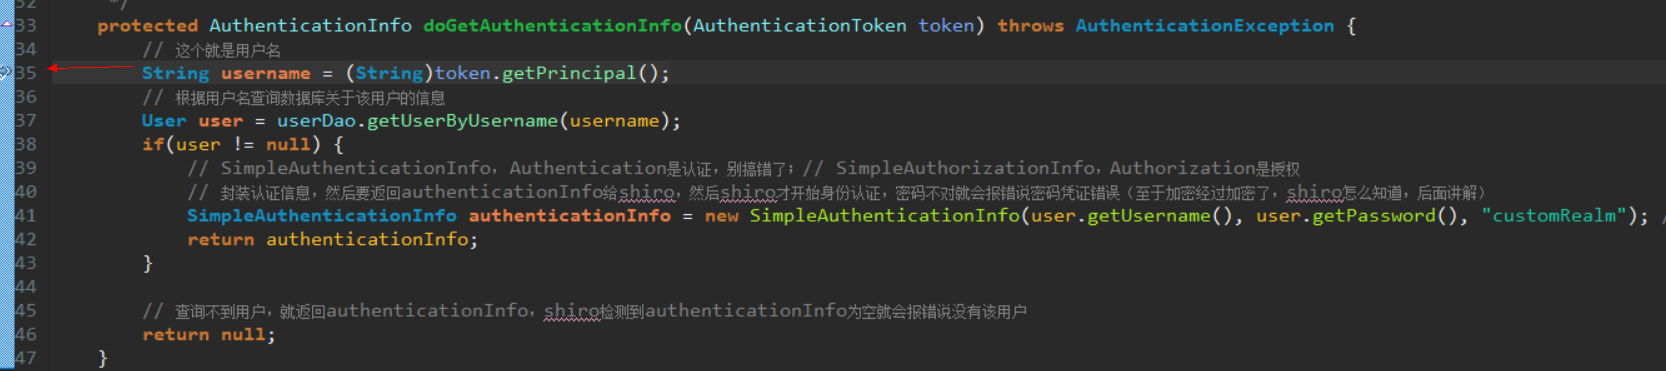 32 */
33 protected AuthenticationInfo doGetAuthenticationInfo(AuthenticationToken token) throws AuthenticationException {
34 // 这个就是用户名
35 String username = (String)token.getPrincipal();
36 // 根据用户名查询数据库关于该用户的信息
37 User user = userDao.getUserByUsername(username);
38 if(user != null) {
39 // SimpleAuthenticationInfo，Authentication是认证，别搞错了；// SimpleAuthorizationInfo，Authorization是授权
40 // 封装认证信息，然后要返回authenticationInfo给shiro，然后shiro才开始身份认证，密码不对就会报错说密码凭证错误（至于加密经过加密了，shiro怎么知道，后面讲解）
41 SimpleAuthenticationInfo authenticationInfo = new SimpleAuthenticationInfo(user.getUsername(), user.getPassword(), "customRealm"); /
42 return authenticationInfo;
43 }
44
45 // 查询不到用户，就返回authenticationInfo，shiro检测到authenticationInfo为空就会报错说没有该用户
46 return null;
47 }